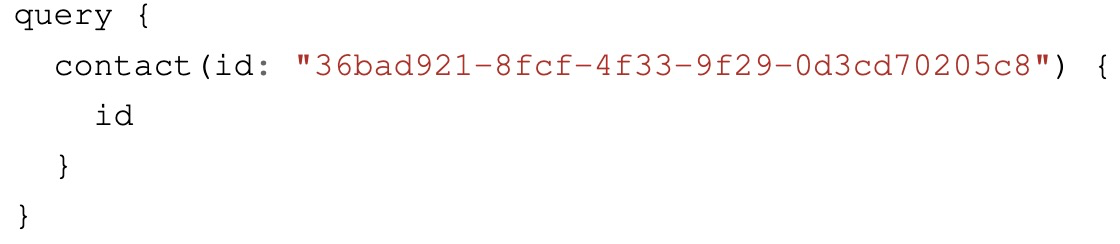 query {
  contact(id: "36bad921-8fcf-4f33-9f29-0d3cd70205c8") {
    id
  }
}